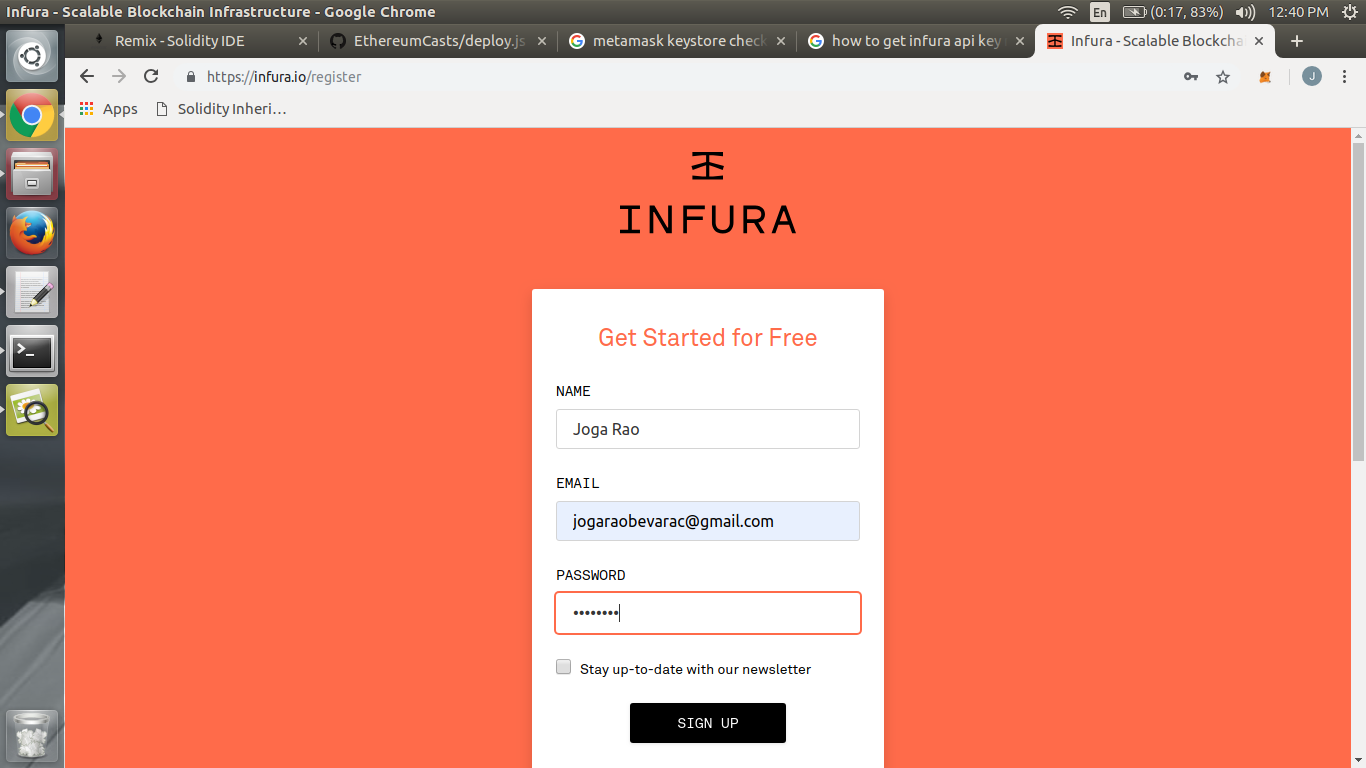 Infura - Scalable Blockchain Infrastructure - Google Chrome
En
(0:17, 83%)
12:40 PM
Remix - Solidity IDE
EthereumCasts/deploy.js
metamask keystore check
how to get infura api key
Infura - Scalable Blockcha
https://infura.io/register
J
Apps
Solidity Inheri...
INFURA
Get Started for Free
NAME
Joga Rao
EMAIL
jogaraobevarac@gmail.com
PASSWORD
••••••••
Stay up-to-date with our newsletter
SIGN UP